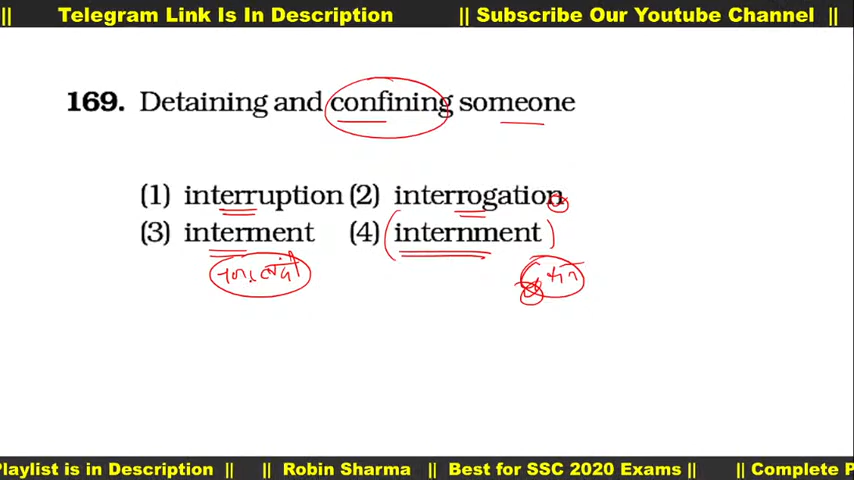 || Telegram Link Is In Description || Subscribe Our Youtube Channel ||
169. Detaining and confining someone
(1) interruption (2) interrogation
(3) interment (4) internment
Playlist is in Description || || Robin Sharma || Best for SSC 2020 Exams || || Complete P